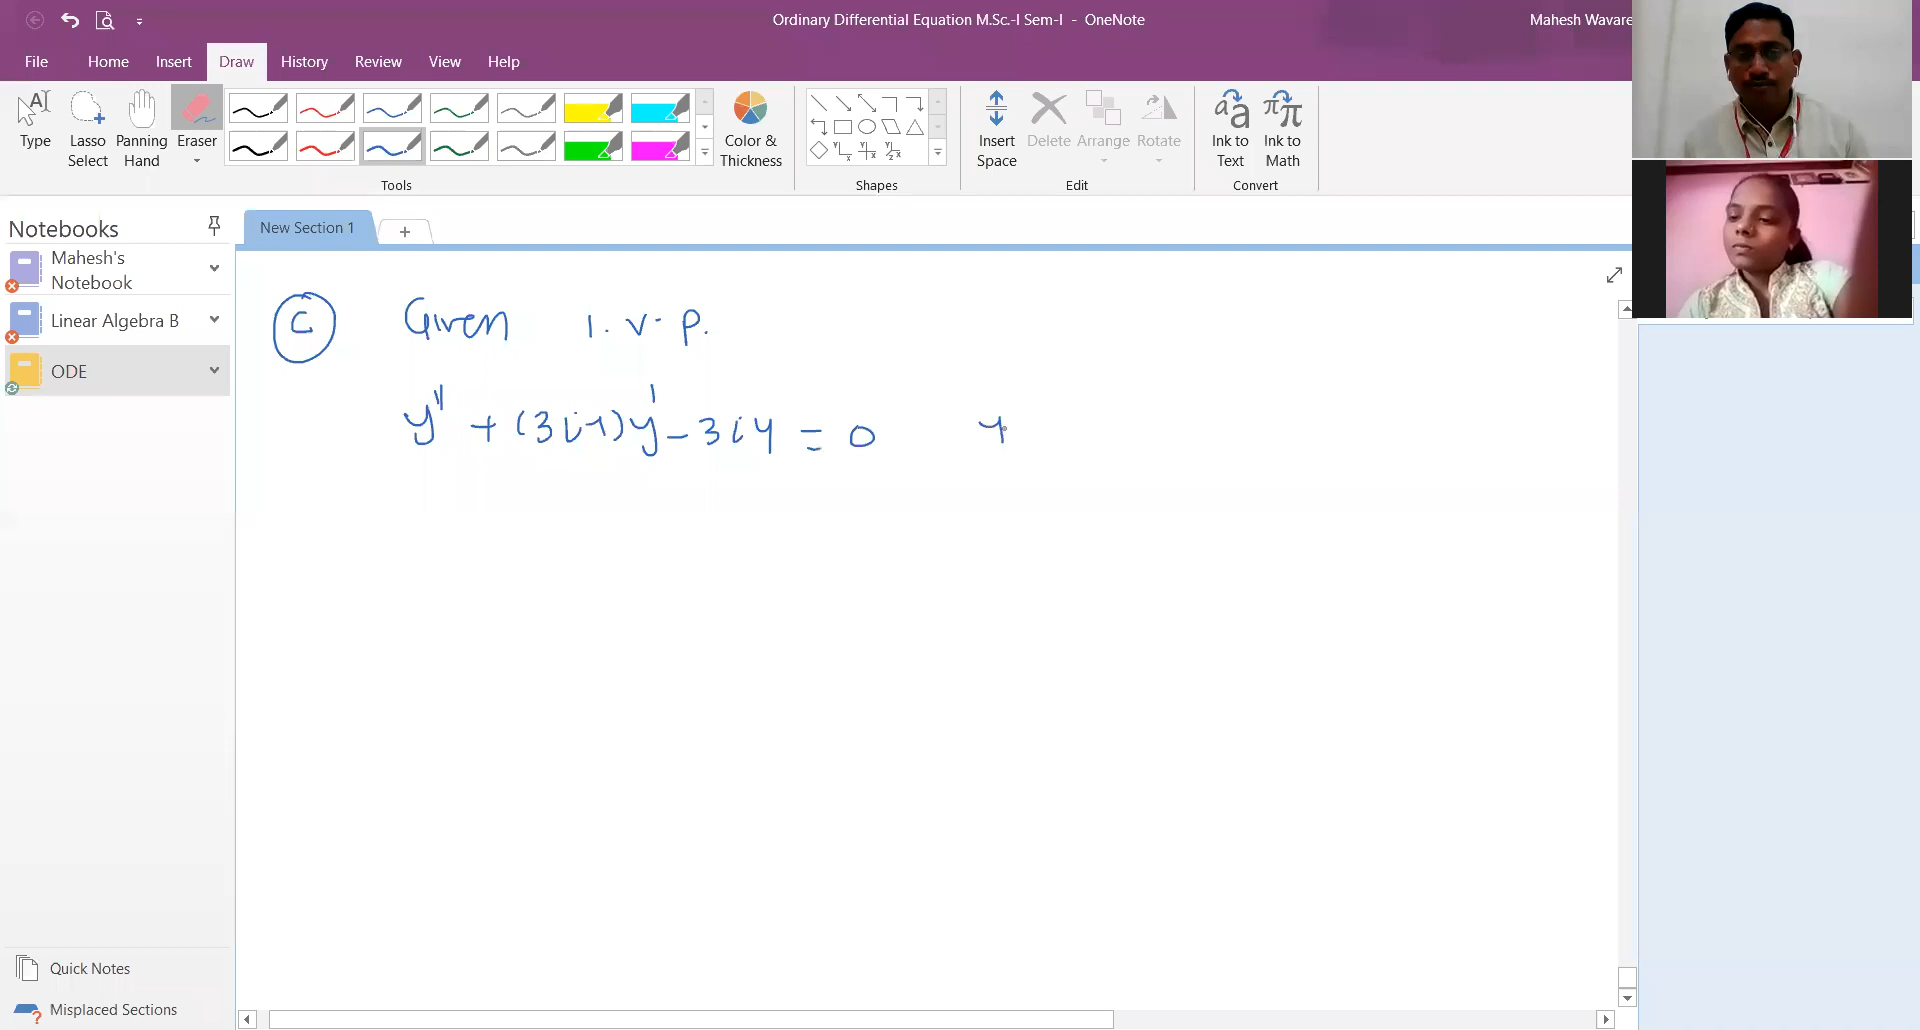 Ordinary Differential Equation M.Sc.-I Sem-I - OneNote
Mahesh Wavare
File Home Insert Draw History Review View Help
Type
Lasso Select
Panning Hand
Eraser
Color & Thickness
Insert Space
Delete
Arrange
Rotate
Ink to Text
Ink to Math
Tools
Shapes
Edit
Convert
Notebooks
New Section 1
+
Mahesh's
Notebook
Linear Algebra B
ODE
C Given I.V.P.
y'' + (3i-1)y' - 3iy = 0 y
Quick Notes
Misplaced Sections